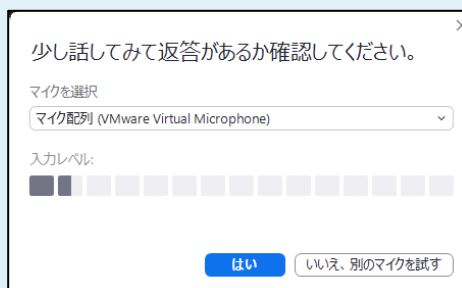 少し話してみて返答があるか確認してください。
マイクを選択
マイク配列 (VMware Virtual Microphone)
入力レベル:
はい
いいえ、別のマイクを試す